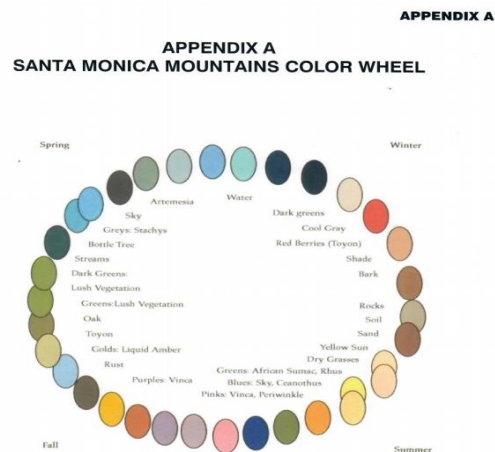 APPENDIX A
APPENDIX A
SANTA MONICA MOUNTAINS COLOR WHEEL
Spring
Winter
Artemesia
Water
Sky
Dark greens
Greys: Stachys
Cool Gray
Bottle Tree
Red Berries (Toyon)
Streams
Shade
Dark Greens:
Bark
Lush Vegetation
Greens:Lush Vegetation
Rocks
Oak
Soil
Toyon
Sand
Golds: Liquid Amber
Yellow Sun
Rust
Dry Grasses
Greens: African Sumac, Rhus
Purples: Vinca
Blues: Sky, Ceanothus
Pinks: Vinca, Periwinkle
Fall
Summer